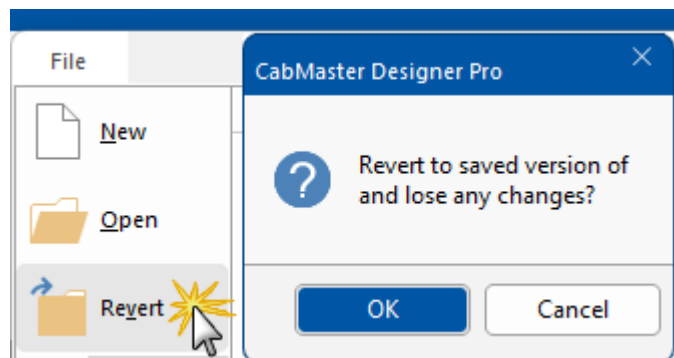 File
New
Open
Revert
CabMaster Designer Pro
Revert to saved version of
and lose any changes?
OK
Cancel